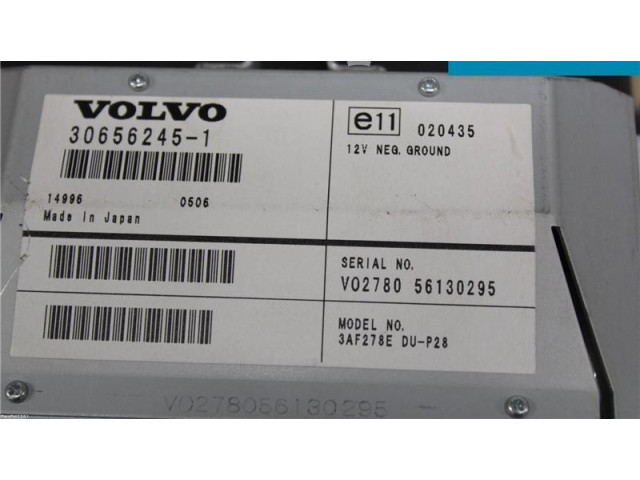 VOLVO
30656245-1
14996 0506
Made In Japan
e11 020435
12V NEG. GROUND
SERIAL NO.
VO2780 56130295
MODEL NO.
3AF278E DU-P28
VO278056130295